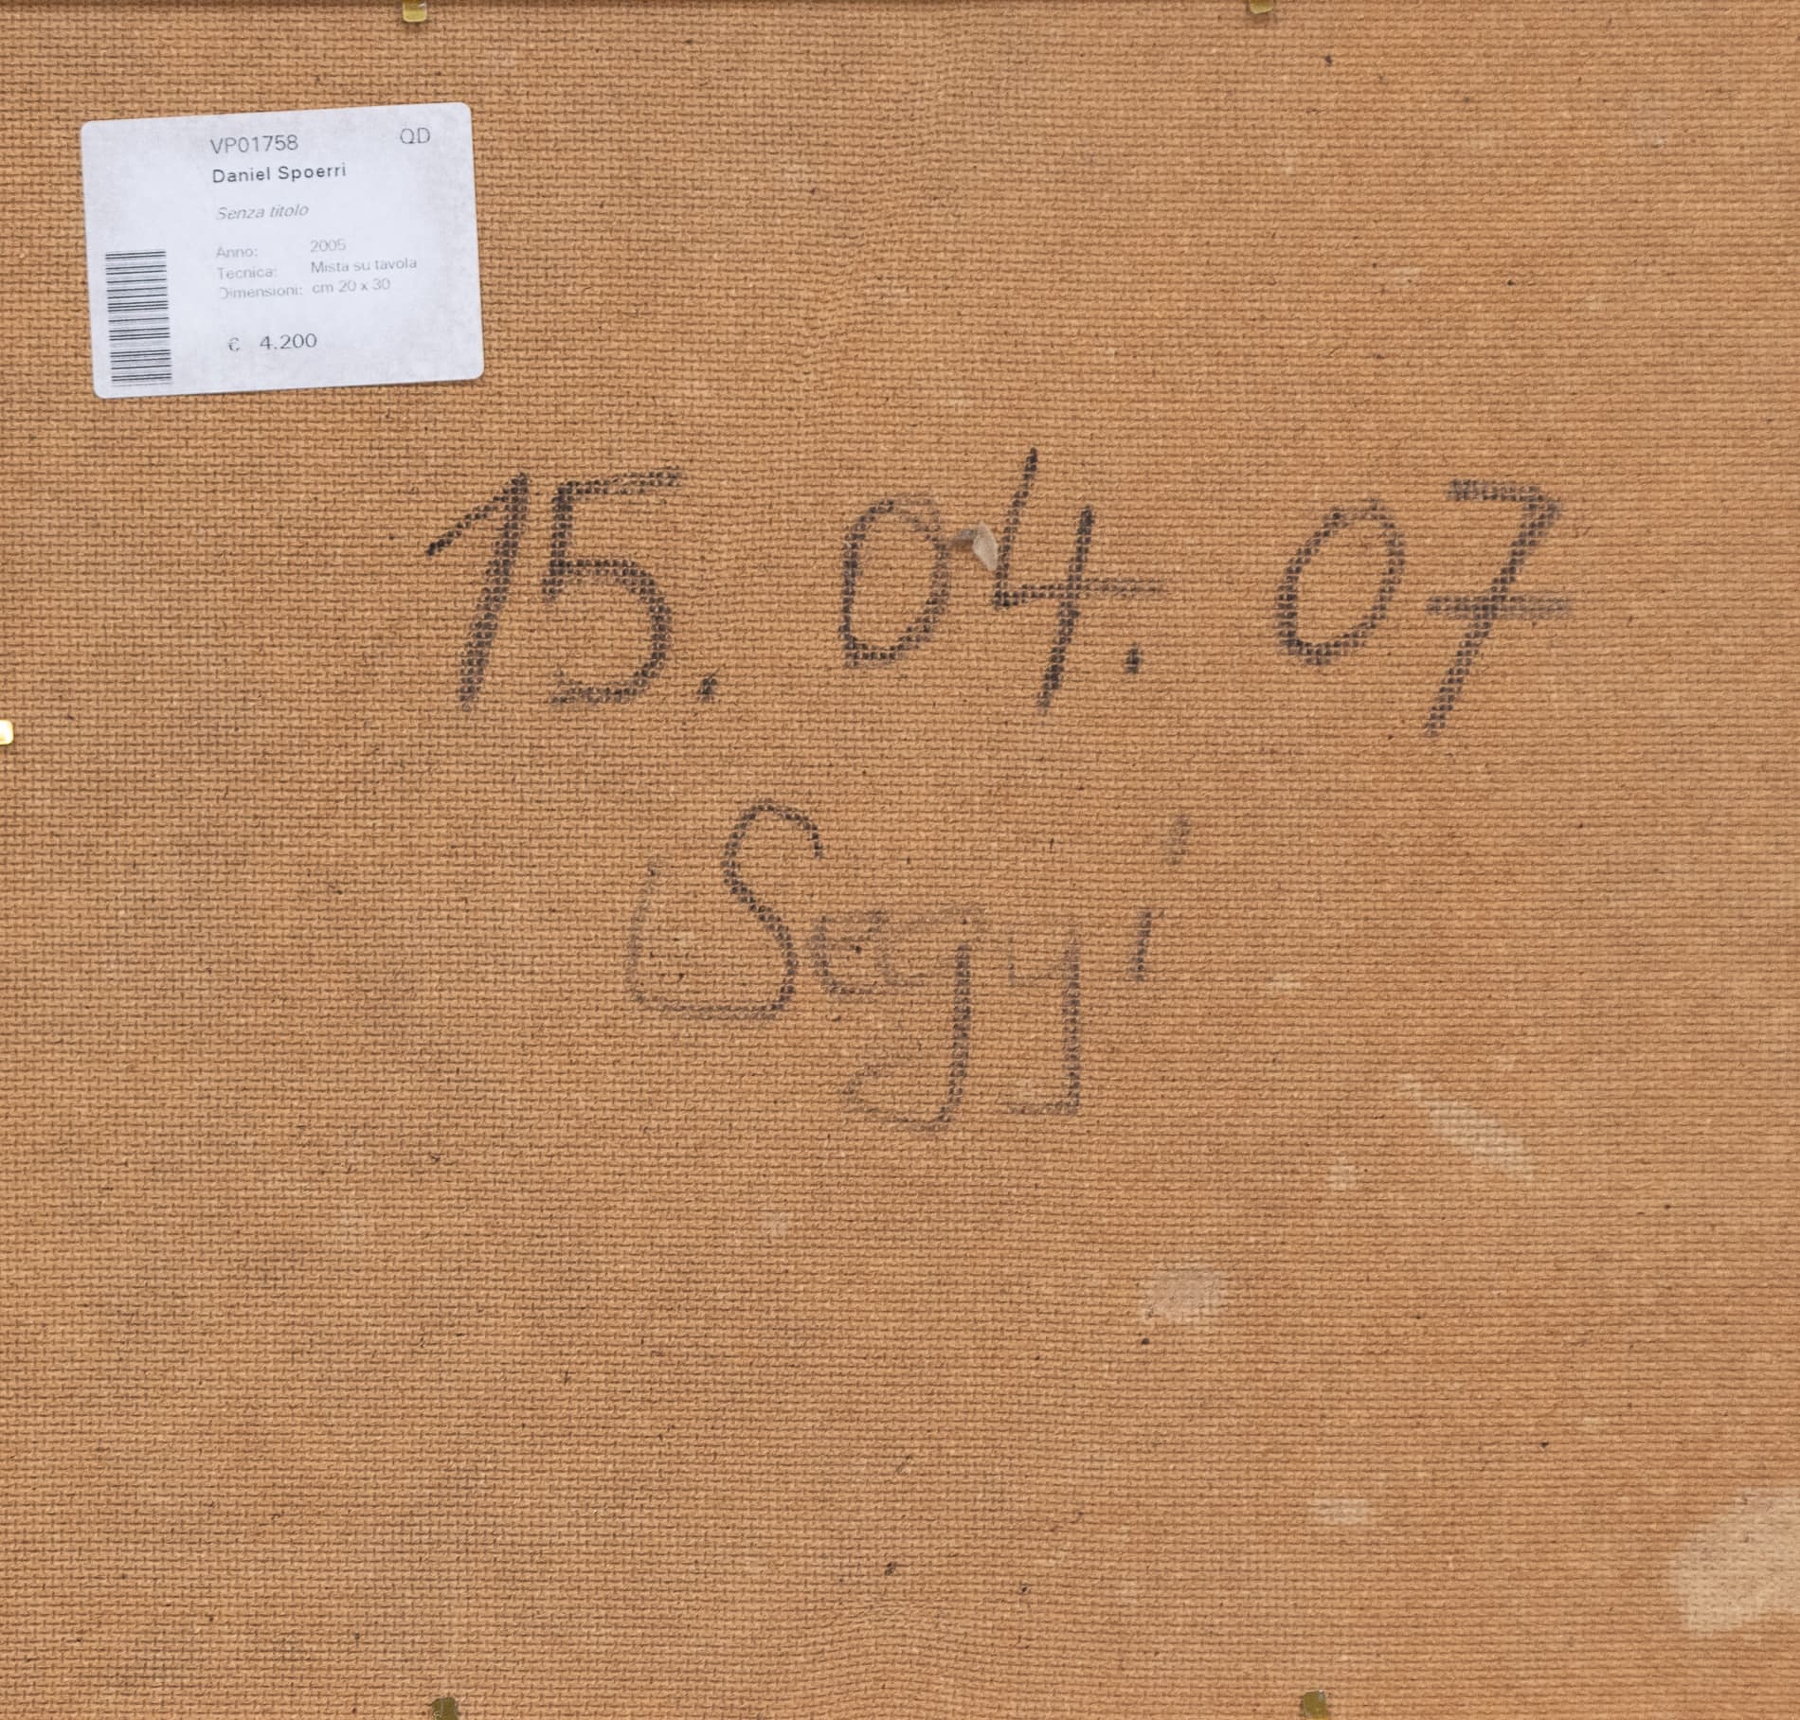 VP01758 QD
Daniel Spoerri
Senza titolo
Anno: 2005
Tecnica: Mista su tavola
Dimensioni: cm 20 x 30
€ 4.200
15. 04. 07